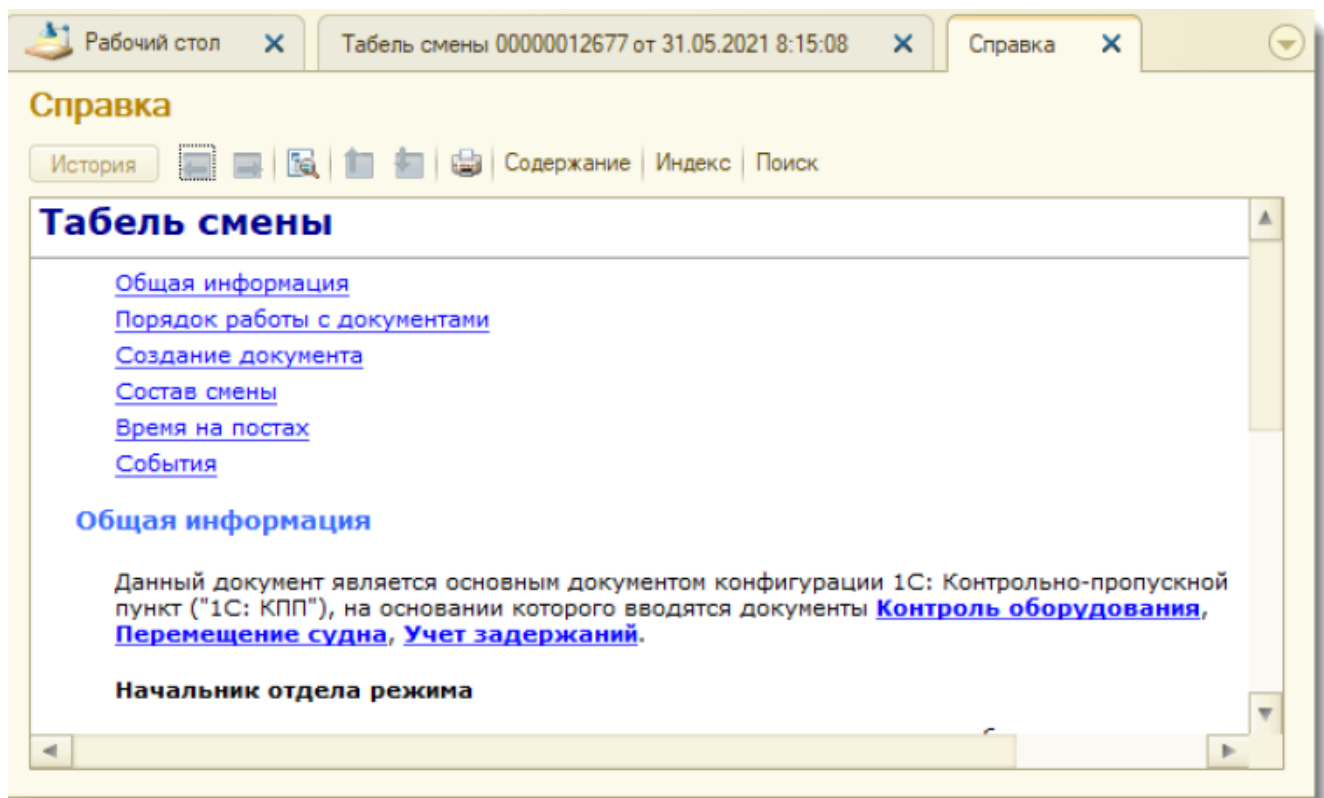 Рабочий стол
Табель смены 00000012677 от 31.05.2021 8:15:08
Справка
Справка
История
Содержание
Индекс
Поиск
Табель смены
Общая информация
Порядок работы с документами
Создание документа
Состав смены
Время на постах
События
Общая информация
Данный документ является основным документом конфигурации 1С: Контрольно-пропускной
пункт ("1С: КПП"), на основании которого вводятся документы Контроль оборудования,
Перемещение судна, Учет задержаний.
Начальник отдела режима